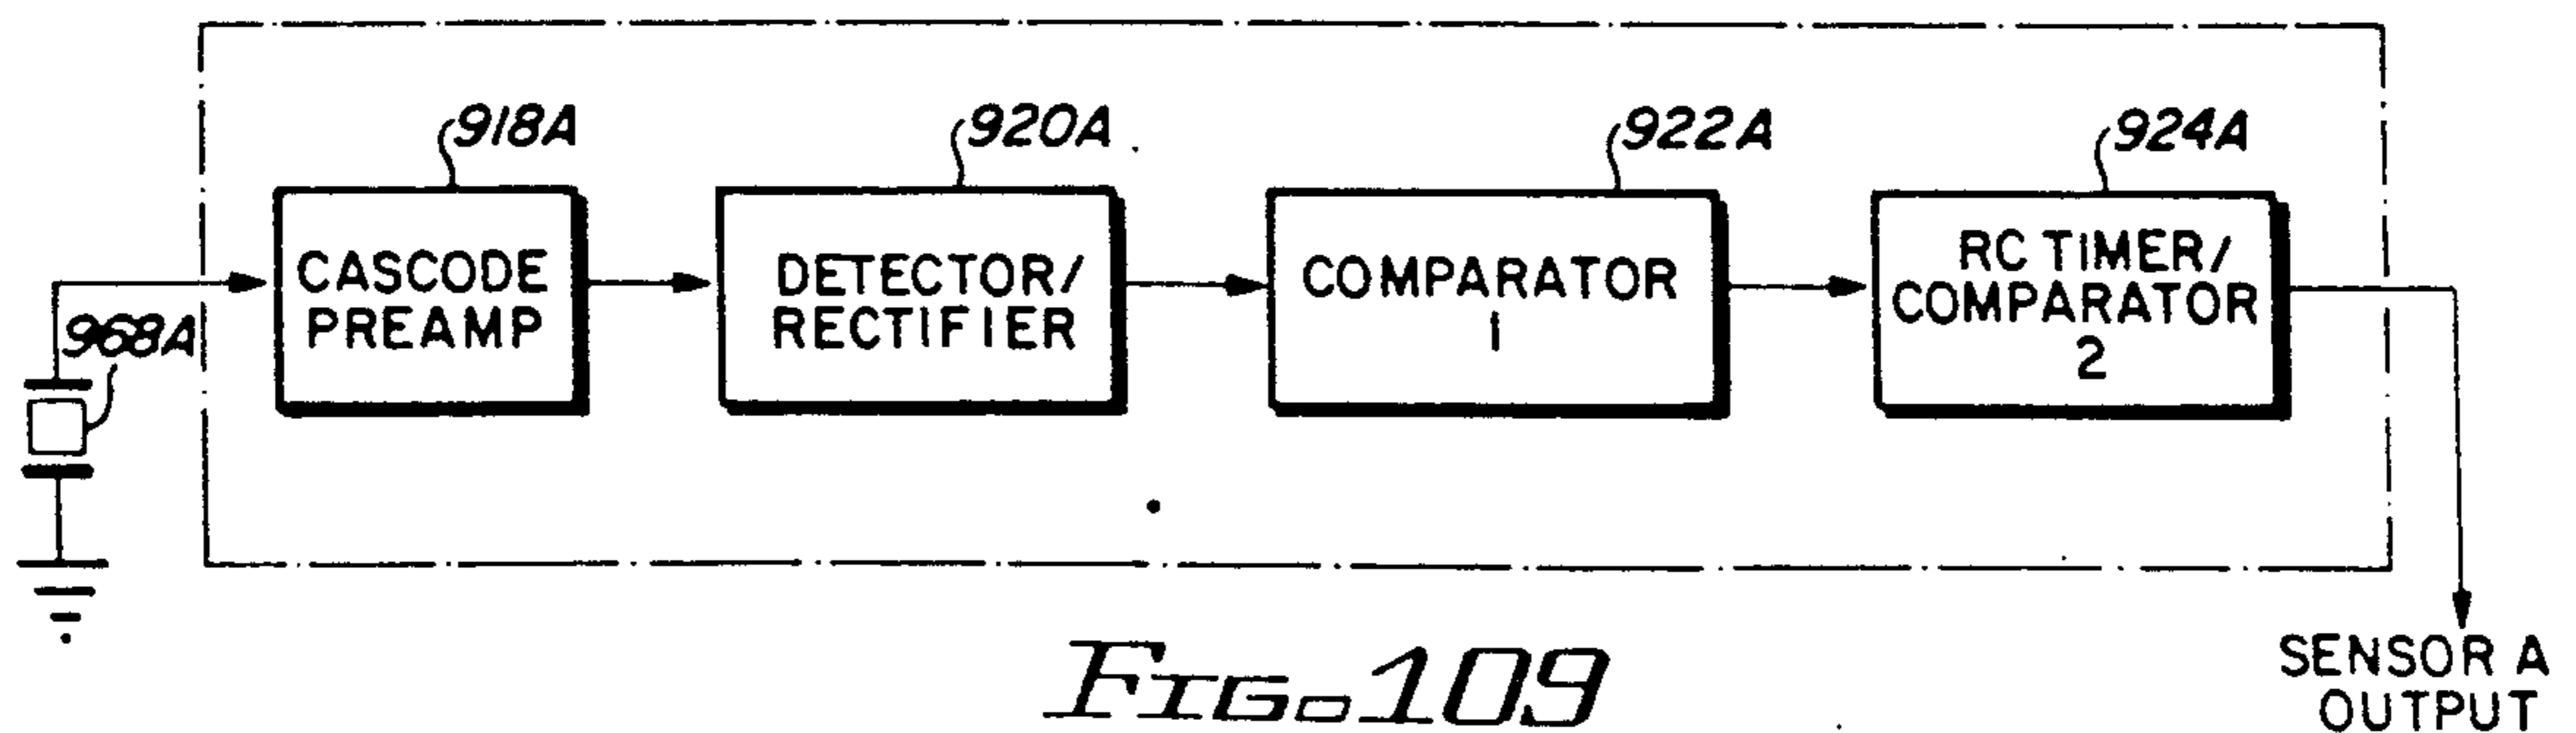 918A
920A
922A
924A
CASCODE
PREAMP
DETECTOR/
RECTIFIER
COMPARATOR
1
RC TIMER/
COMPARATOR
2
968A
SENSOR A
OUTPUT
FIG. 109